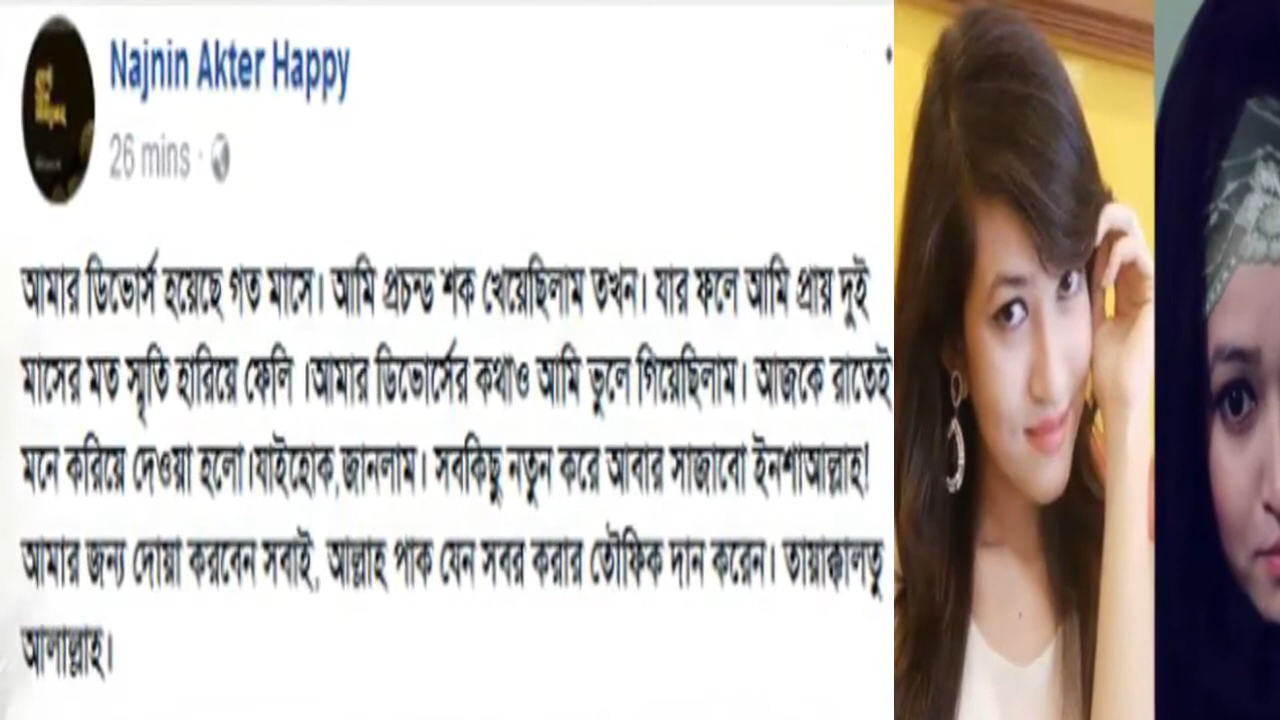 Najnin Akter Happy
26 mins ·
আমার ডিভোর্স হয়েছে গত মাসে। আমি প্রচন্ড শক খেয়েছিলাম তখন। যার ফলে আমি প্রায় দুই
মাসের মত স্মৃতি হারিয়ে ফেলি ।আমার ডিভোর্সের কথাও আমি ভুলে গিয়েছিলাম। আজকে রাতেই
মনে করিয়ে দেওয়া হলো।যাইহোক,জানলাম। সবকিছু নতুন করে আবার সাজাবো ইনশাআল্লাহ!
আমার জন্য দোয়া করবেন সবাই, আল্লাহ পাক যেন সবর করার তৌফিক দান করেন। তায়াক্কালতু
আলাল্লাহ।